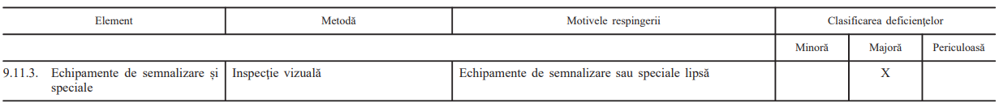 Element Metodă Motivele respingerii Clasificarea deficiențelor
Minoră Majoră Periculoasă
9.11.3. Echipamente de semnalizare și Inspecție vizuală Echipamente de semnalizare sau speciale lipsă X
speciale